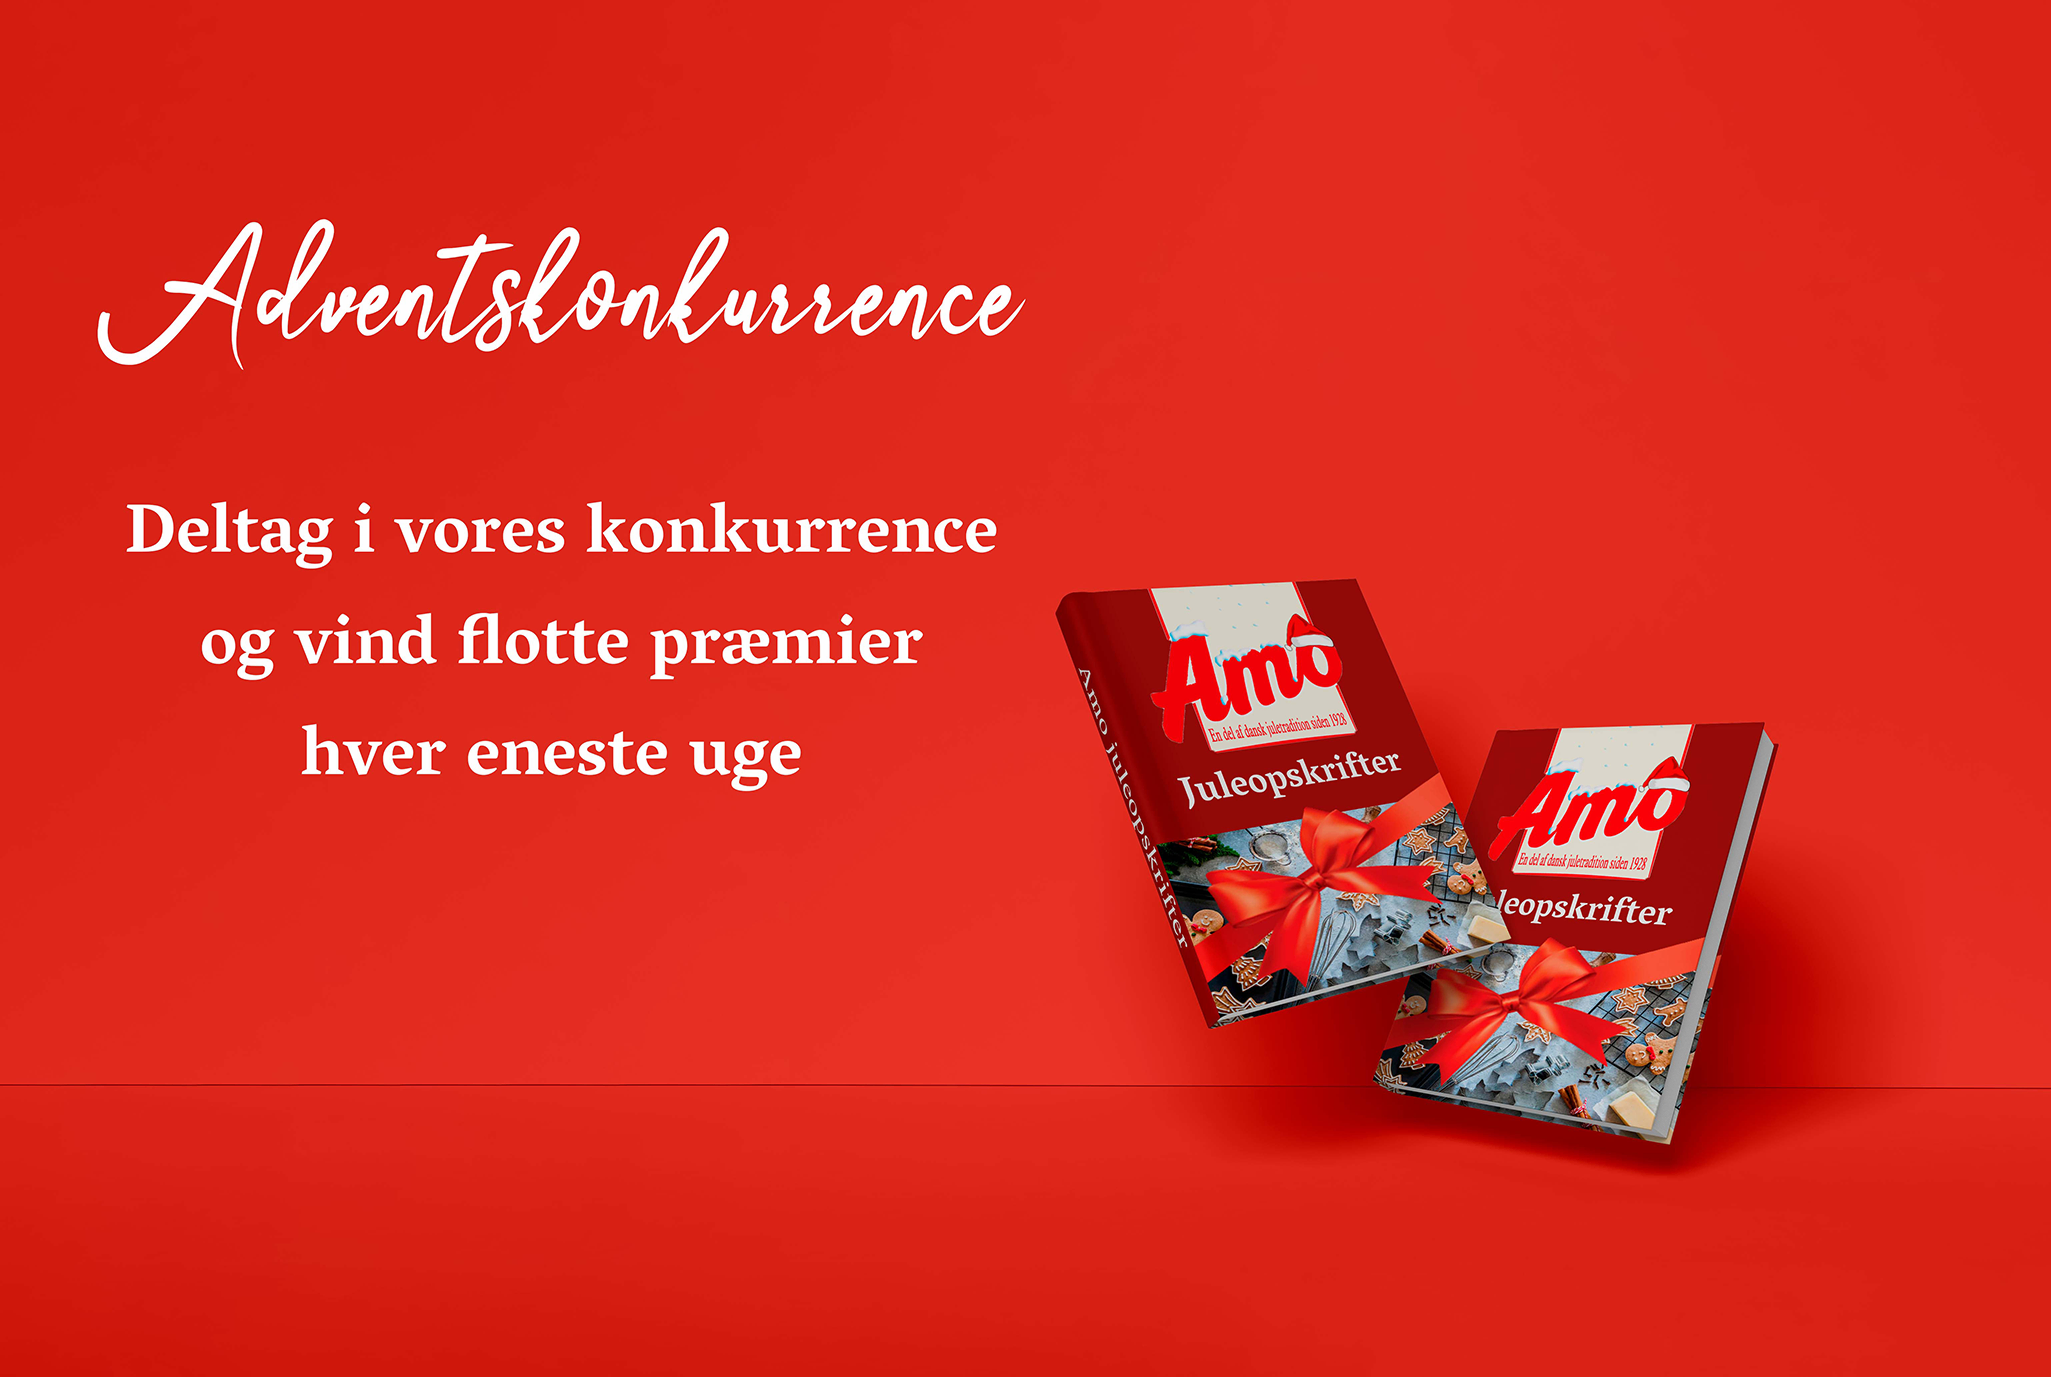 Adventskonkurrence
Deltag i vores konkurrence
og vind flotte præmier
hver eneste uge
Amo juleopskrifter
Amo
En del af dansk juletradition siden 1928
Juleopskrifter
Amo
En del af dansk juletradition siden 1928
leopskrifter